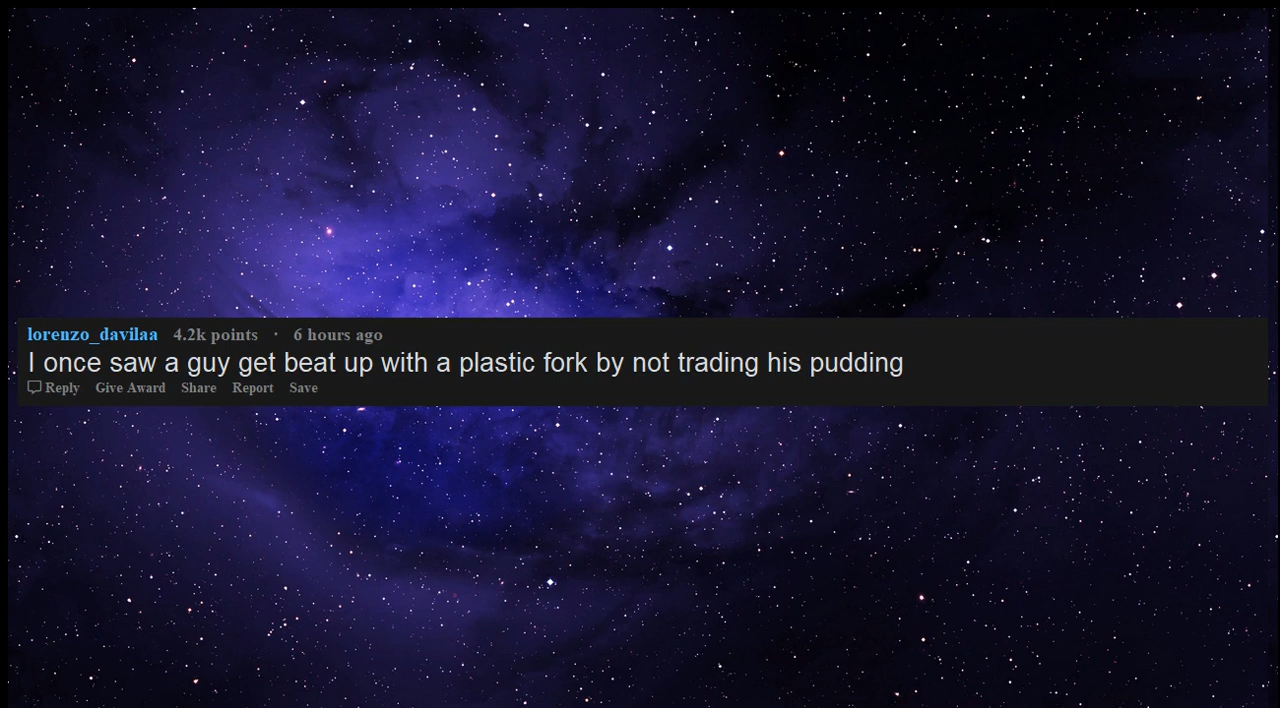 lorenzo_davilaa 4.2k points · 6 hours ago
I once saw a guy get beat up with a plastic fork by not trading his pudding
Reply Give Award Share Report Save